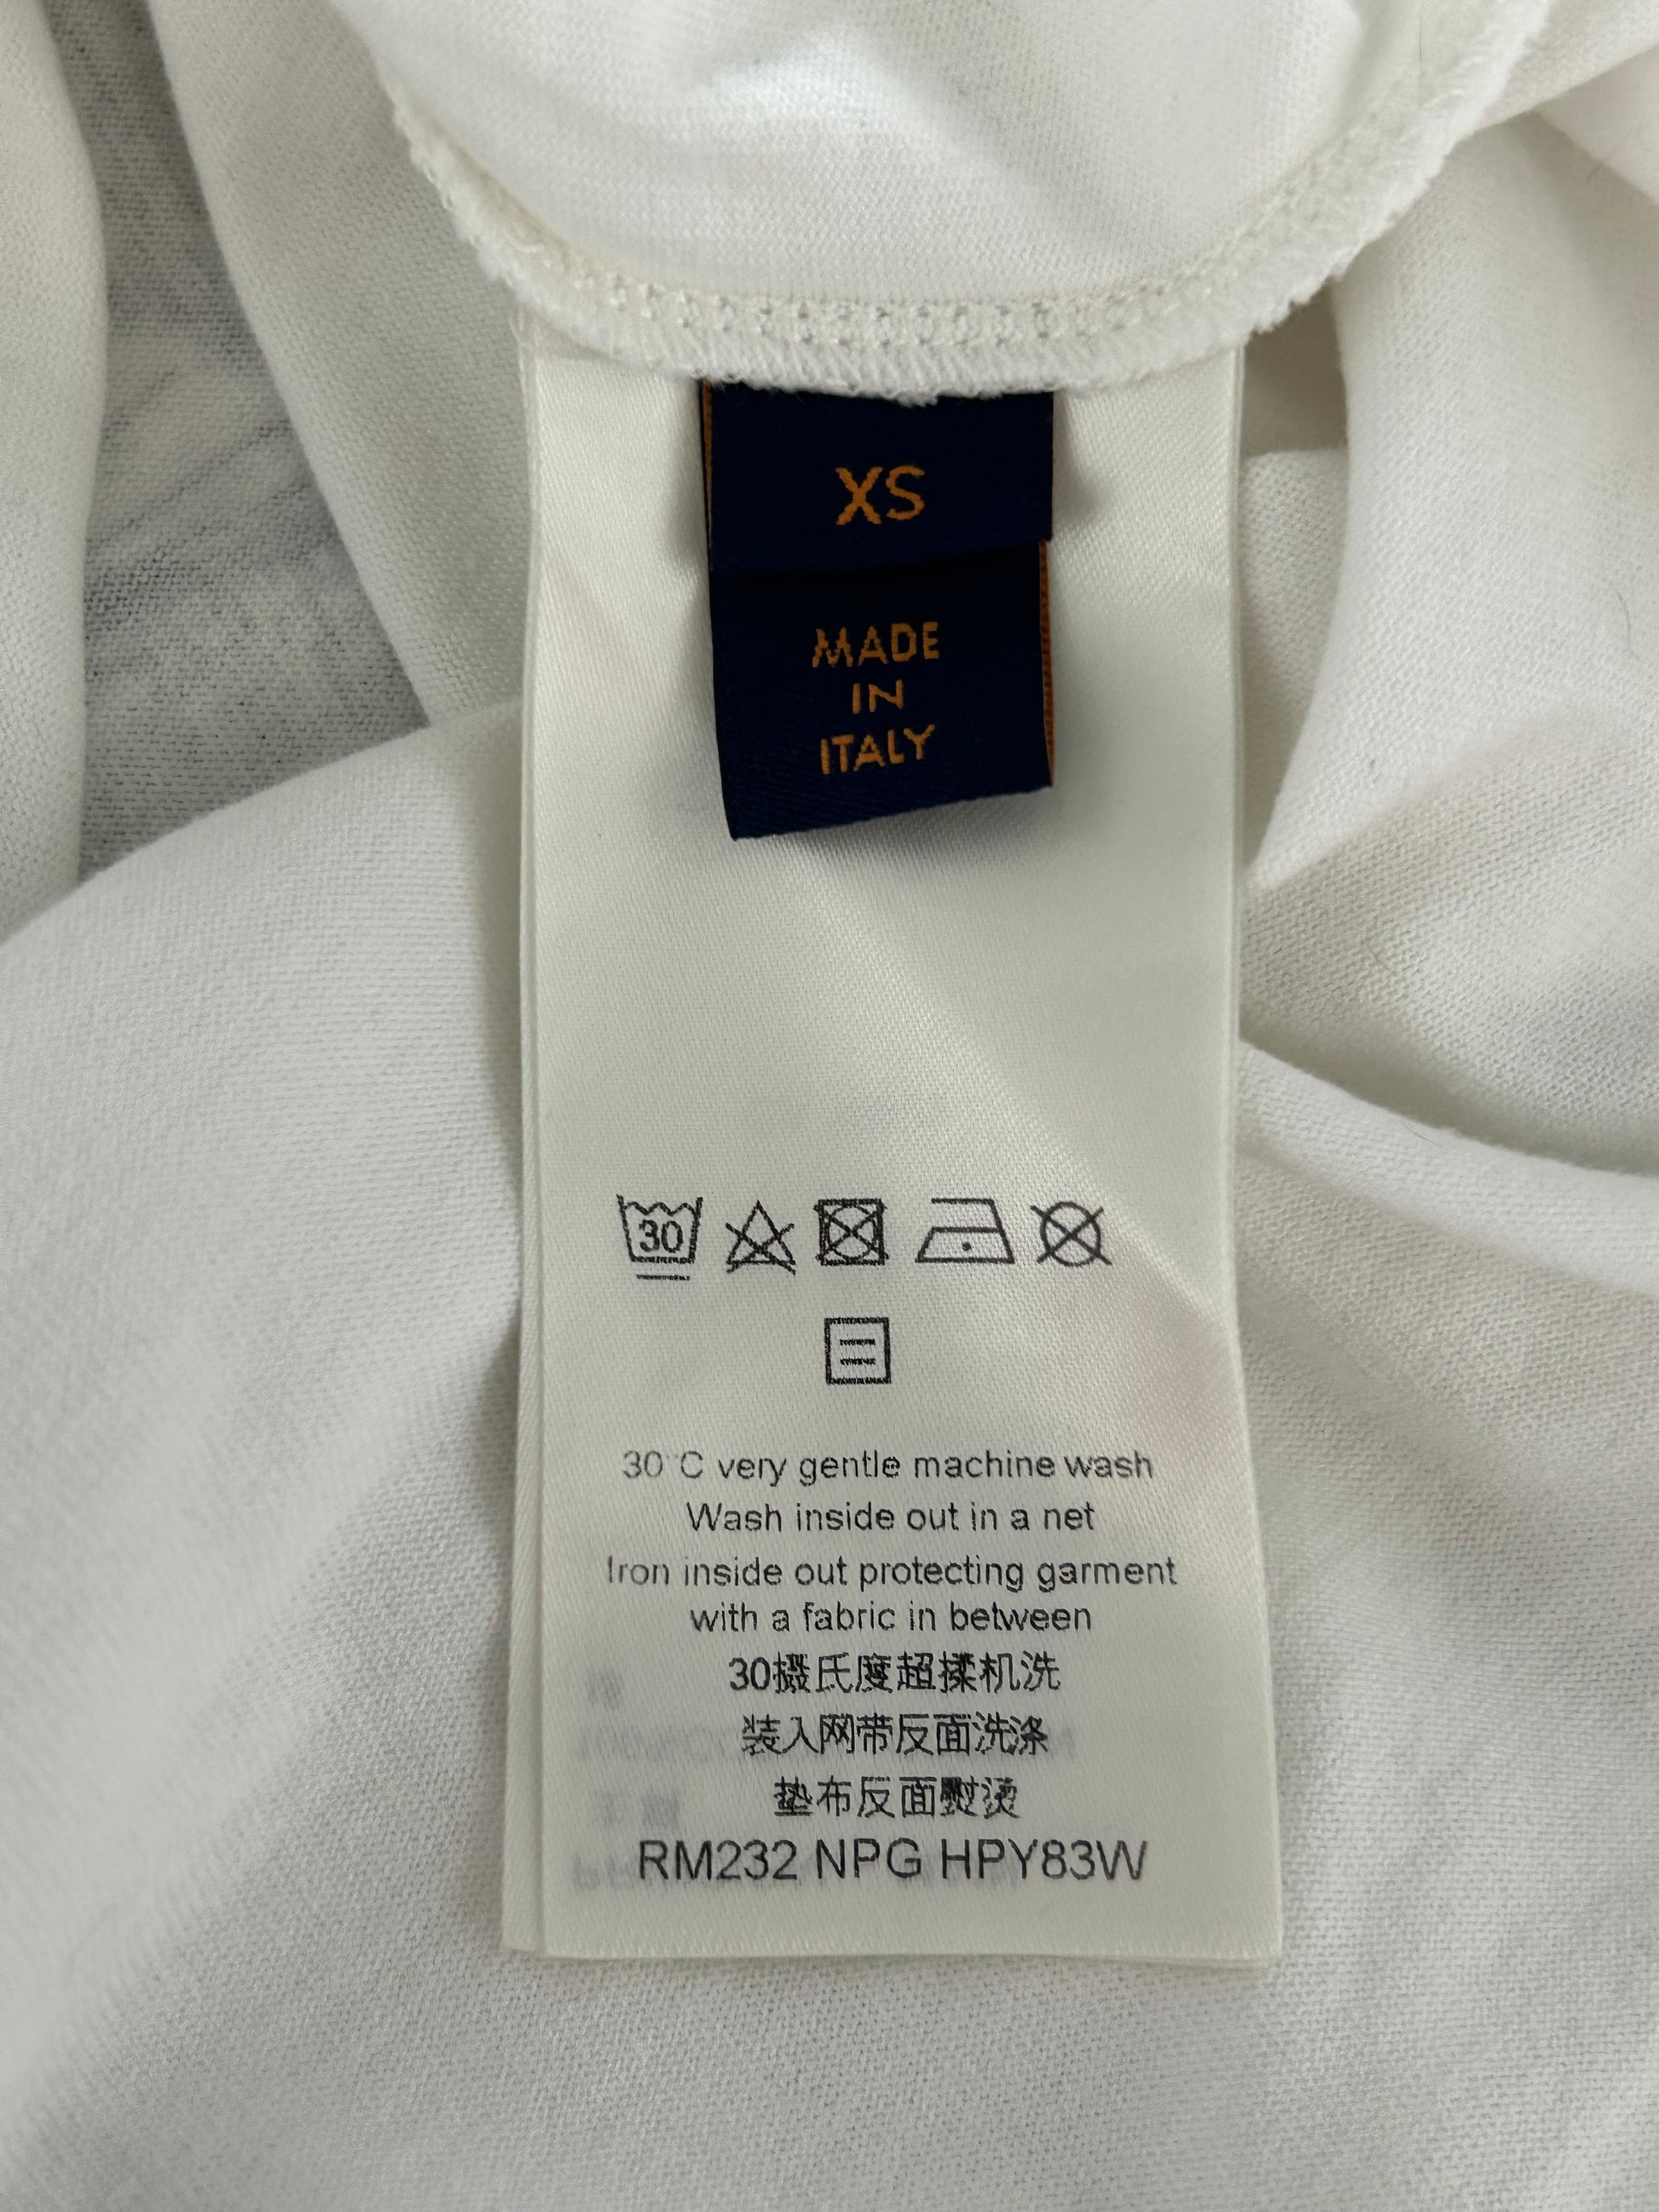 XS
MADE
IN
ITALY
30
30°C very gentle machine wash
Wash inside out in a net
Iron inside out protecting garment
with a fabric in between
30摄氏度超揉机洗
装入网带反面洗涤
垫布反面熨烫
RM232 NPG HPY83W